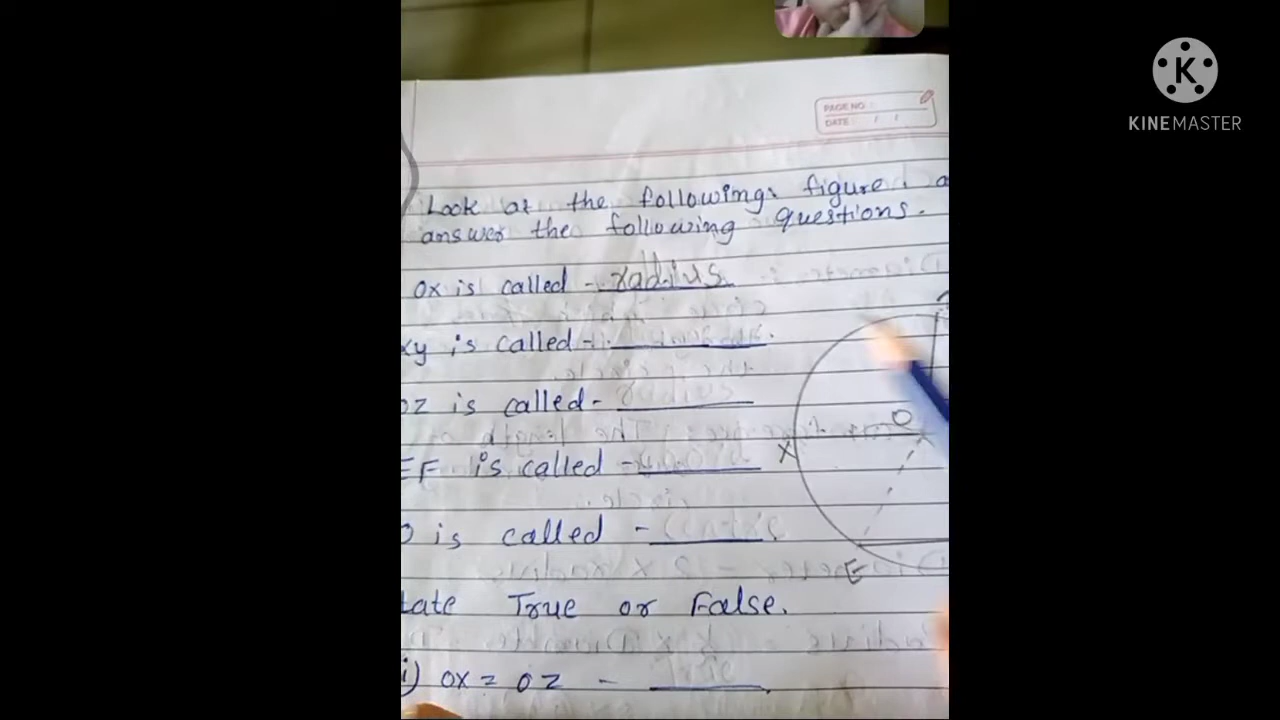 PAGE NO :
DATE : / /
K
KINEMASTER
Look at the following figure. a
answer the following questions.
OX is called - radius
xy is called -
OZ is called -
EF is called -
O is called -
tate True or False.
i) OX = OZ -
O
X
E